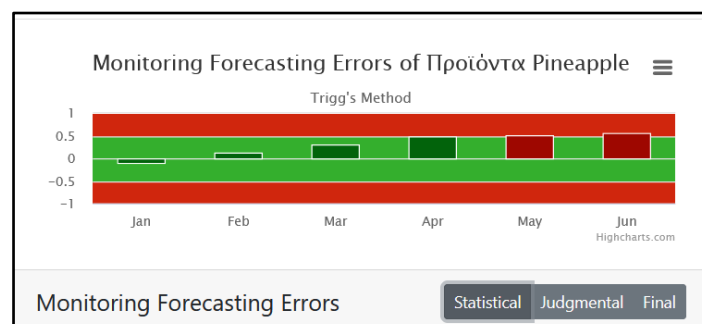 Monitoring Forecasting Errors of Προϊόντα Pineapple
Trigg's Method
1
0.5
0
−0.5
−1
Jan Feb Mar Apr May Jun
Highcharts.com
Monitoring Forecasting Errors Statistical Judgmental Final